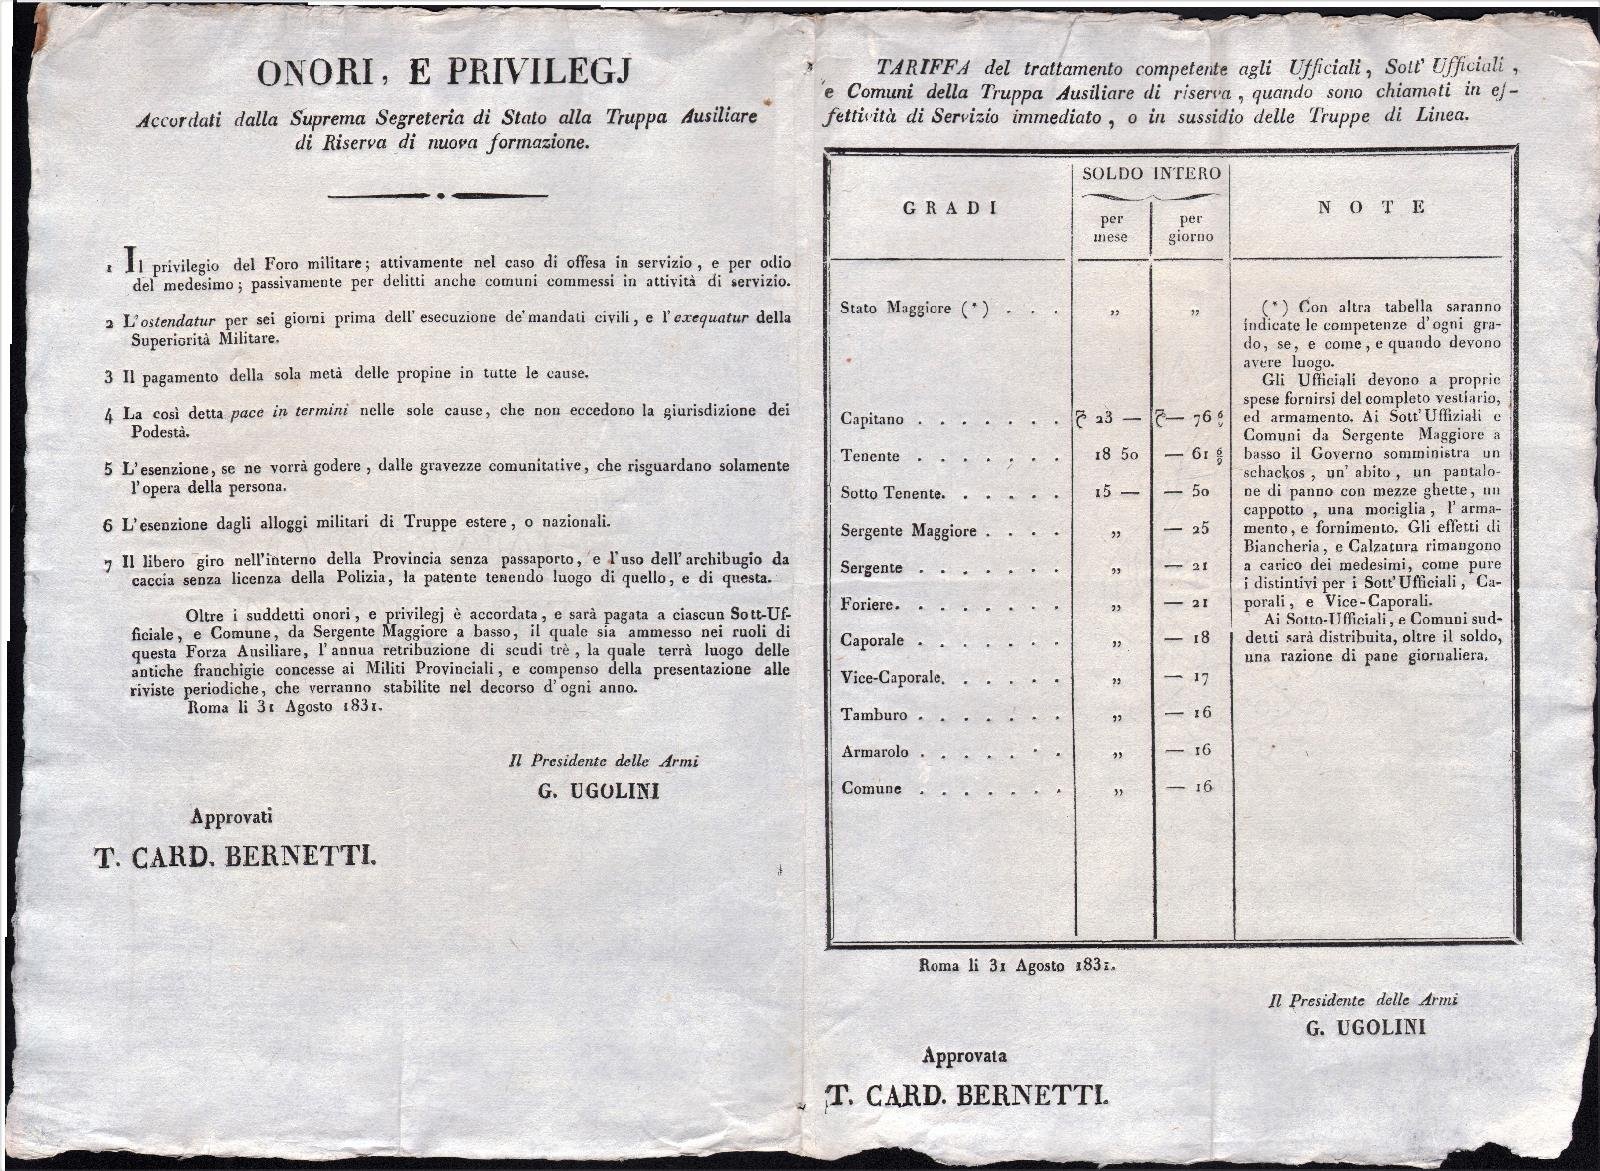 ONORI, E PRIVILEGJ
Accordati dalla Suprema Segreteria di Stato alla Truppa Ausiliare
di Riserva di nuova formazione.
1 Il privilegio del Foro militare; attivamente nel caso di offesa in servizio, e per odio
del medesimo; passivamente per delitti anche comuni commessi in attività di servizio.
2 L'ostendatur per sei giorni prima dell'esecuzione de'mandati civili, e l'exequatur della
Superiorità Militare.
3 Il pagamento della sola metà delle propine in tutte le cause.
4 La così detta pace in termini nelle sole cause, che non eccedono la giurisdizione dei
Podestà.
5 L'esenzione, se ne vorrà godere, dalle gravezze comunitative, che risguardano solamente
l'opera della persona.
6 L'esenzione dagli alloggi militari di Truppe estere, o nazionali.
7 Il libero giro nell'interno della Provincia senza passaporto, e l'uso dell'archibugio da
caccia senza licenza della Polizia, la patente tenendo luogo di quello, e di questa.
Oltre i suddetti onori, e privilegj è accordata, e sarà pagata a ciascun Sott-Uf-
ficiale, e Comune, da Sergente Maggiore a basso, il quale sia ammesso nei ruoli di
questa Forza Ausiliare, l'annua retribuzione di scudi trè, la quale terrà luogo delle
antiche franchigie concesse ai Militi Provinciali, e compenso della presentazione alle
riviste periodiche, che verranno stabilite nel decorso d'ogni anno.
Roma li 31 Agosto 1831.
Il Presidente delle Armi
G. UGOLINI
Approvati
T. CARD. BERNETTI.
TARIFFA del trattamento competente agli Ufficiali, Sott' Ufficiali,
e Comuni della Truppa Ausiliare di riserva, quando sono chiamati in ef-
fettività di Servizio immediato, o in sussidio delle Truppe di Linea.
GRADI
SOLDO INTERO
per mese
per giorno
NOTE
Stato Maggiore (*) . . . „ „
Capitano . . . . . . . 23 — — 76 6/9
Tenente . . . . . . . 18 50 — 61 6/9
Sotto Tenente. . . . . . 15 — — 50
Sergente Maggiore . . . . „ — 25
Sergente . . . . . . . „ — 21
Foriere. . . . . . . . „ — 21
Caporale . . . . . . . „ — 18
Vice-Caporale. . . . . . „ — 17
Tamburo . . . . . . . „ — 16
Armarolo . . . . . . . „ — 16
Comune . . . . . . . „ — 16
(*) Con altra tabella saranno
indicate le competenze d'ogni gra-
do, se, e come, e quando devono
avere luogo.
Gli Ufficiali devono a proprie
spese fornirsi del completo vestiario,
ed armamento. Ai Sott'Uffiziali e
Comuni da Sergente Maggiore a
basso il Governo somministra un
schackos, un' abito, un pantalo-
ne di panno con mezze ghette, un
cappotto, una mociglia, l'arma-
mento, e fornimento. Gli effetti di
Biancheria, e Calzatura rimangono
a carico dei medesimi, come pure
i distintivi per i Sott'Ufficiali, Ca-
porali, e Vice-Caporali.
Ai Sotto-Ufficiali, e Comuni sud-
detti sarà distribuita, oltre il soldo,
una razione di pane giornaliera.
Roma li 31 Agosto 1831.
Il Presidente delle Armi
G. UGOLINI
Approvata
T. CARD. BERNETTI.